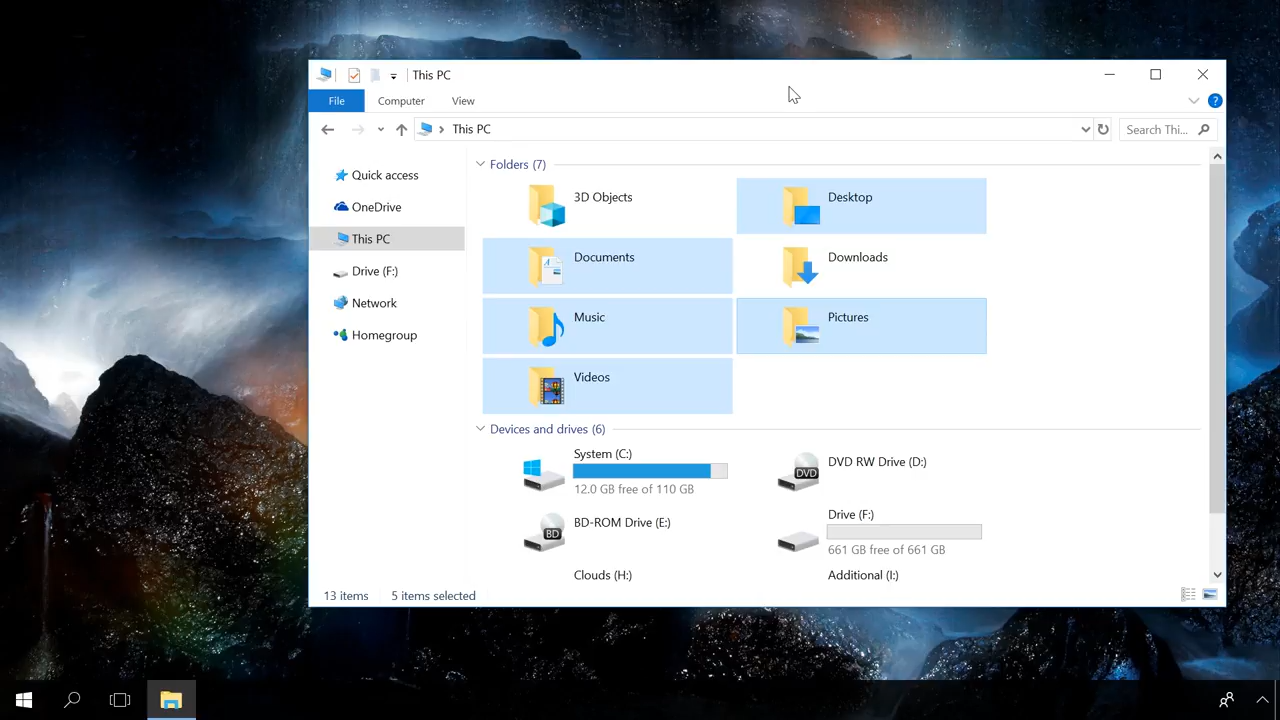 This PC
File Computer View
This PC Search Thi...
Quick access
OneDrive
This PC
Drive (F:)
Network
Homegroup
Folders (7)
3D Objects
Desktop
Documents
Downloads
Music
Pictures
Videos
Devices and drives (6)
System (C:)
12.0 GB free of 110 GB
DVD
DVD RW Drive (D:)
BD
BD-ROM Drive (E:)
Drive (F:)
661 GB free of 661 GB
Clouds (H:)
Additional (I:)
13 items 5 items selected